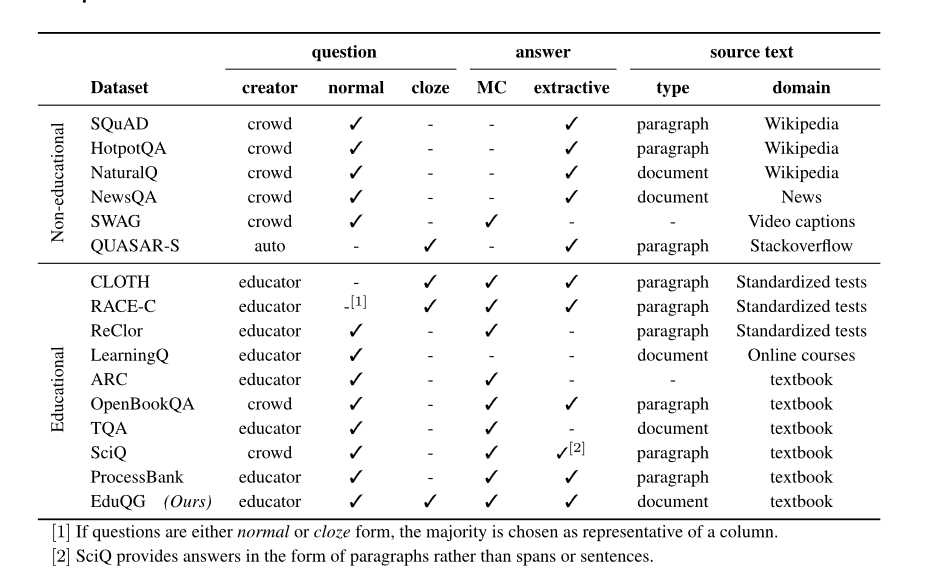 question answer source text
Dataset creator normal cloze MC extractive type domain
Non-educational
SQuAD crowd ✓ - - ✓ paragraph Wikipedia
HotpotQA crowd ✓ - - ✓ paragraph Wikipedia
NaturalQ crowd ✓ - - ✓ document Wikipedia
NewsQA crowd ✓ - - ✓ document News
SWAG crowd ✓ - ✓ - - Video captions
QUASAR-S auto - ✓ - ✓ paragraph Stackoverflow
Educational
CLOTH educator - ✓ ✓ ✓ paragraph Standardized tests
RACE-C educator -[1] ✓ ✓ ✓ paragraph Standardized tests
ReClor educator ✓ - ✓ - paragraph Standardized tests
LearningQ educator ✓ - - - document Online courses
ARC educator ✓ - ✓ - - textbook
OpenBookQA crowd ✓ - ✓ ✓ paragraph textbook
TQA educator ✓ - ✓ - document textbook
SciQ crowd ✓ - ✓ ✓[2] paragraph textbook
ProcessBank educator ✓ - ✓ ✓ paragraph textbook
EduQG (Ours) educator ✓ ✓ ✓ ✓ document textbook
[1] If questions are either normal or cloze form, the majority is chosen as representative of a column.
[2] SciQ provides answers in the form of paragraphs rather than spans or sentences.